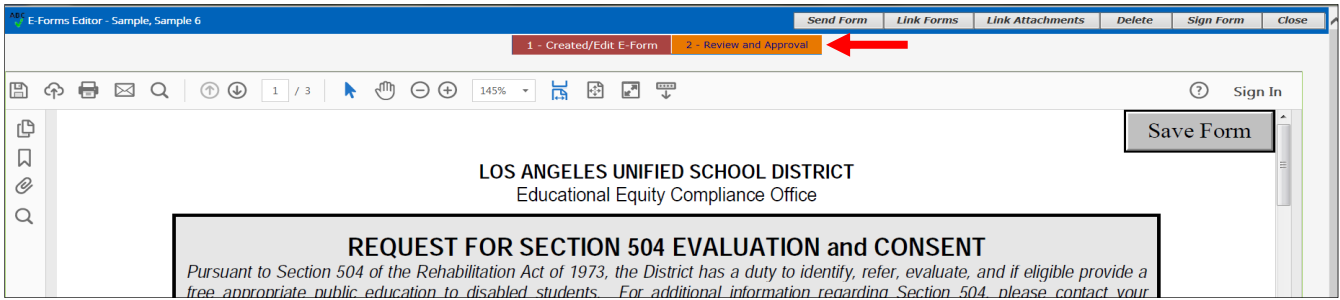 ABC
E-Forms Editor - Sample, Sample 6
Send Form Link Forms Link Attachments Delete Sign Form Close
1 - Created/Edit E-Form 2 - Review and Approval
1 / 3 145% Sign In
Save Form
LOS ANGELES UNIFIED SCHOOL DISTRICT
Educational Equity Compliance Office
REQUEST FOR SECTION 504 EVALUATION and CONSENT
Pursuant to Section 504 of the Rehabilitation Act of 1973, the District has a duty to identify, refer, evaluate, and if eligible provide a
free appropriate public education to disabled students. For additional information regarding Section 504, please contact your